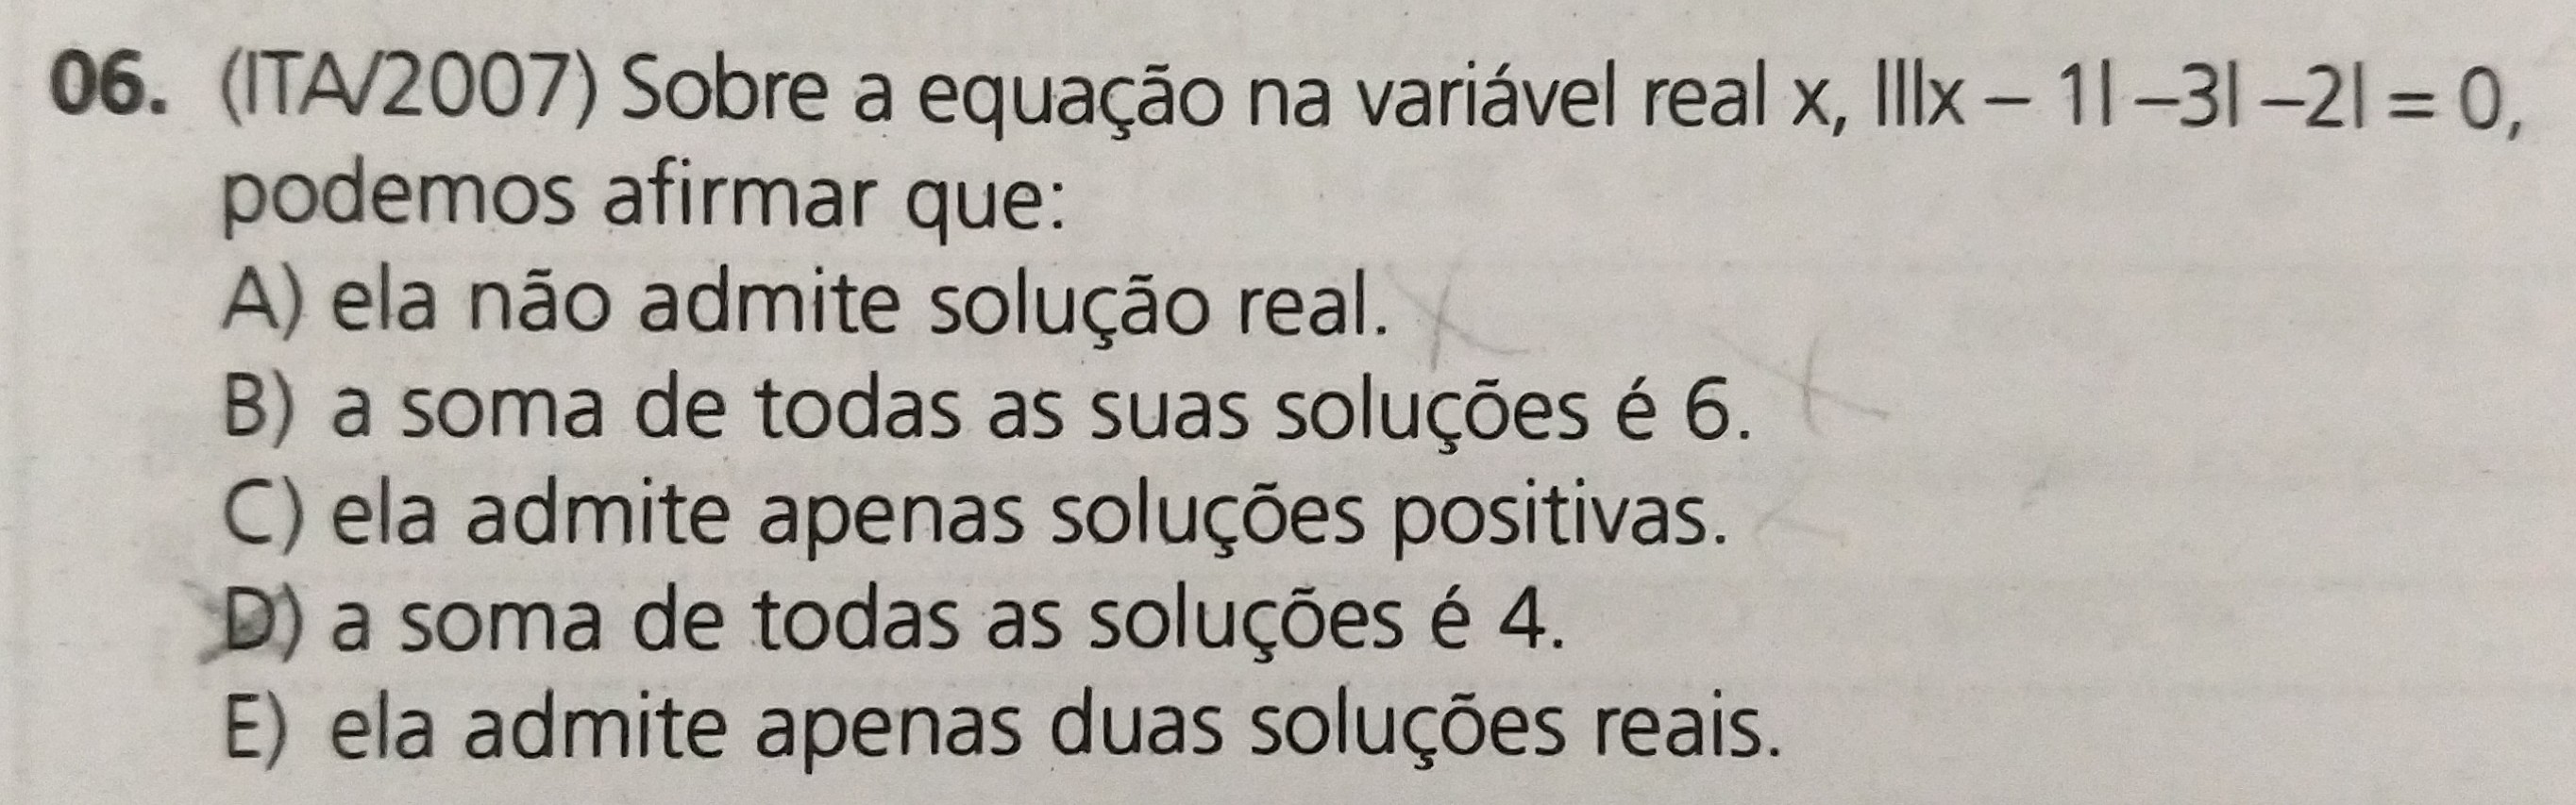 06. (ITA/2007) Sobre a equação na variável real x, |||x – 1| –3| –2| = 0,
podemos afirmar que:
A) ela não admite solução real.
B) a soma de todas as suas soluções é 6.
C) ela admite apenas soluções positivas.
D) a soma de todas as soluções é 4.
E) ela admite apenas duas soluções reais.